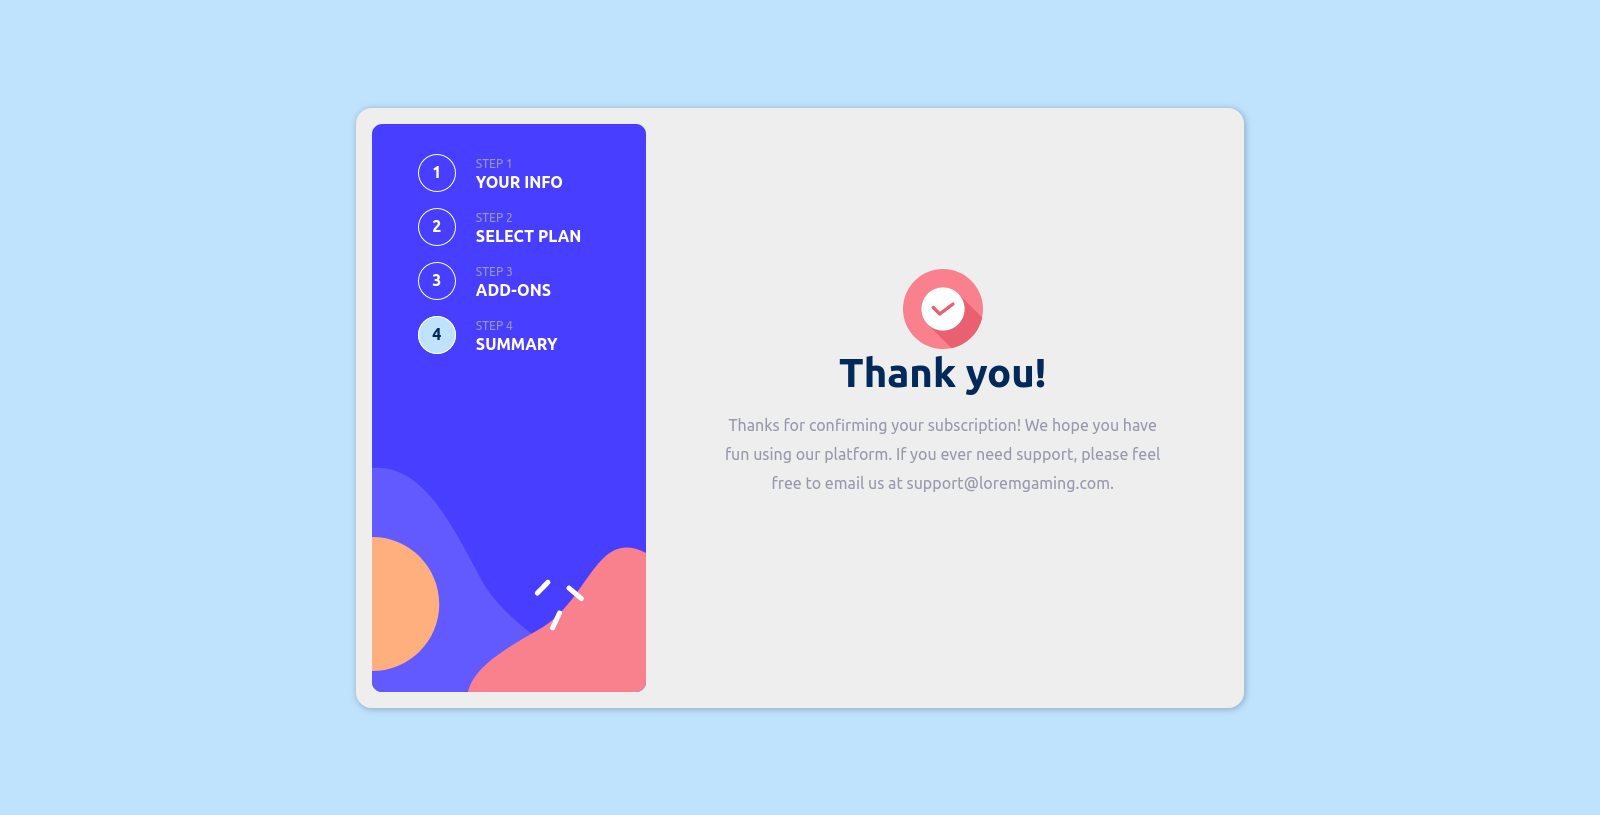 1
STEP 1
YOUR INFO
2
STEP 2
SELECT PLAN
3
STEP 3
ADD-ONS
4
STEP 4
SUMMARY
Thank you!
Thanks for confirming your subscription! We hope you have
fun using our platform. If you ever need support, please feel
free to email us at support@loremgaming.com.